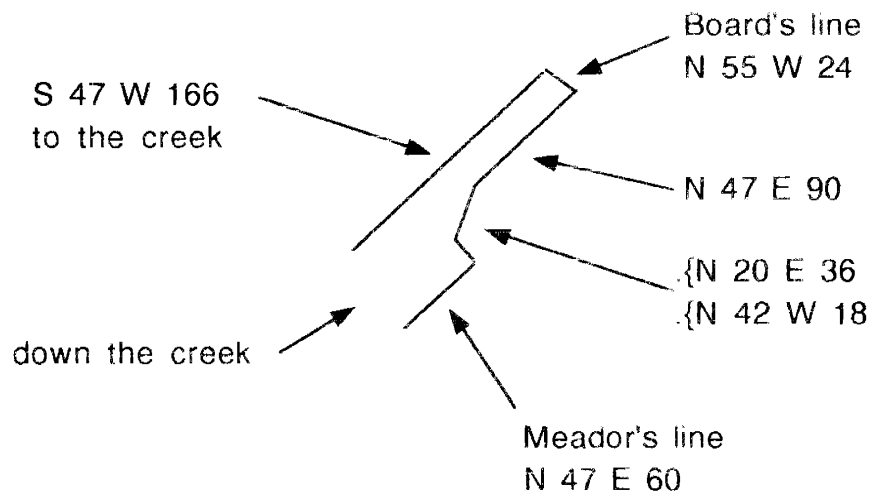 Board's line
N 55 W 24
S 47 W 166
to the creek
N 47 E 90
.{N 20 E 36
.{N 42 W 18
down the creek
Meador's line
N 47 E 60